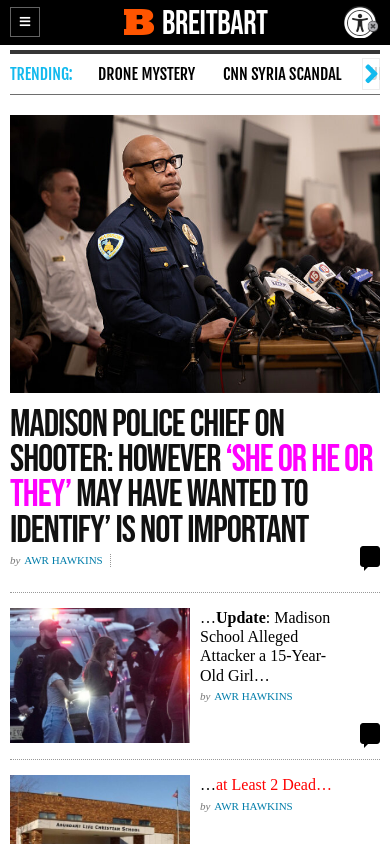 BREITBART
TRENDING:
DRONE MYSTERY
CNN SYRIA SCANDAL
MADISON POLICE CHIEF ON
SHOOTER: HOWEVER ‘SHE OR HE OR
THEY’ MAY HAVE WANTED TO
IDENTIFY’ IS NOT IMPORTANT
by AWR HAWKINS
…Update: Madison
School Alleged
Attacker a 15-Year-
Old Girl…
by AWR HAWKINS
…at Least 2 Dead…
by AWR HAWKINS
ABUNDANT LIFE CHRISTIAN SCHOOL